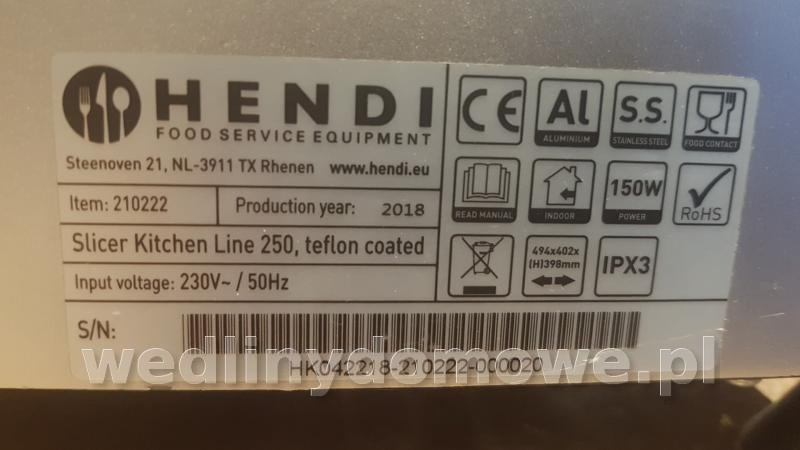 HENDI
FOOD SERVICE EQUIPMENT
Steenoven 21, NL-3911 TX Rhenen www.hendi.eu
Item: 210222
Production year: 2018
Slicer Kitchen Line 250, teflon coated
Input voltage: 230V~ / 50Hz
CE
Al
ALUMINIUM
S.S.
STAINLESS STEEL
FOOD CONTACT
READ MANUAL
INDOOR
150W
POWER
RoHS
494x402x
(H)398mm
IPX3
S/N:
HK042218-210222-000020
wedlinydomowe.pl